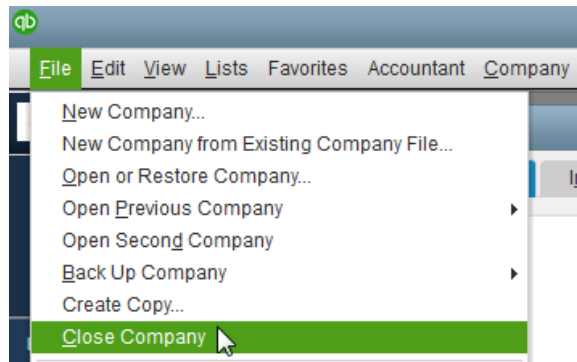 qb
File Edit View Lists Favorites Accountant Company
New Company...
New Company from Existing Company File...
Open or Restore Company...
Open Previous Company
Open Second Company
Back Up Company
Create Copy...
Close Company